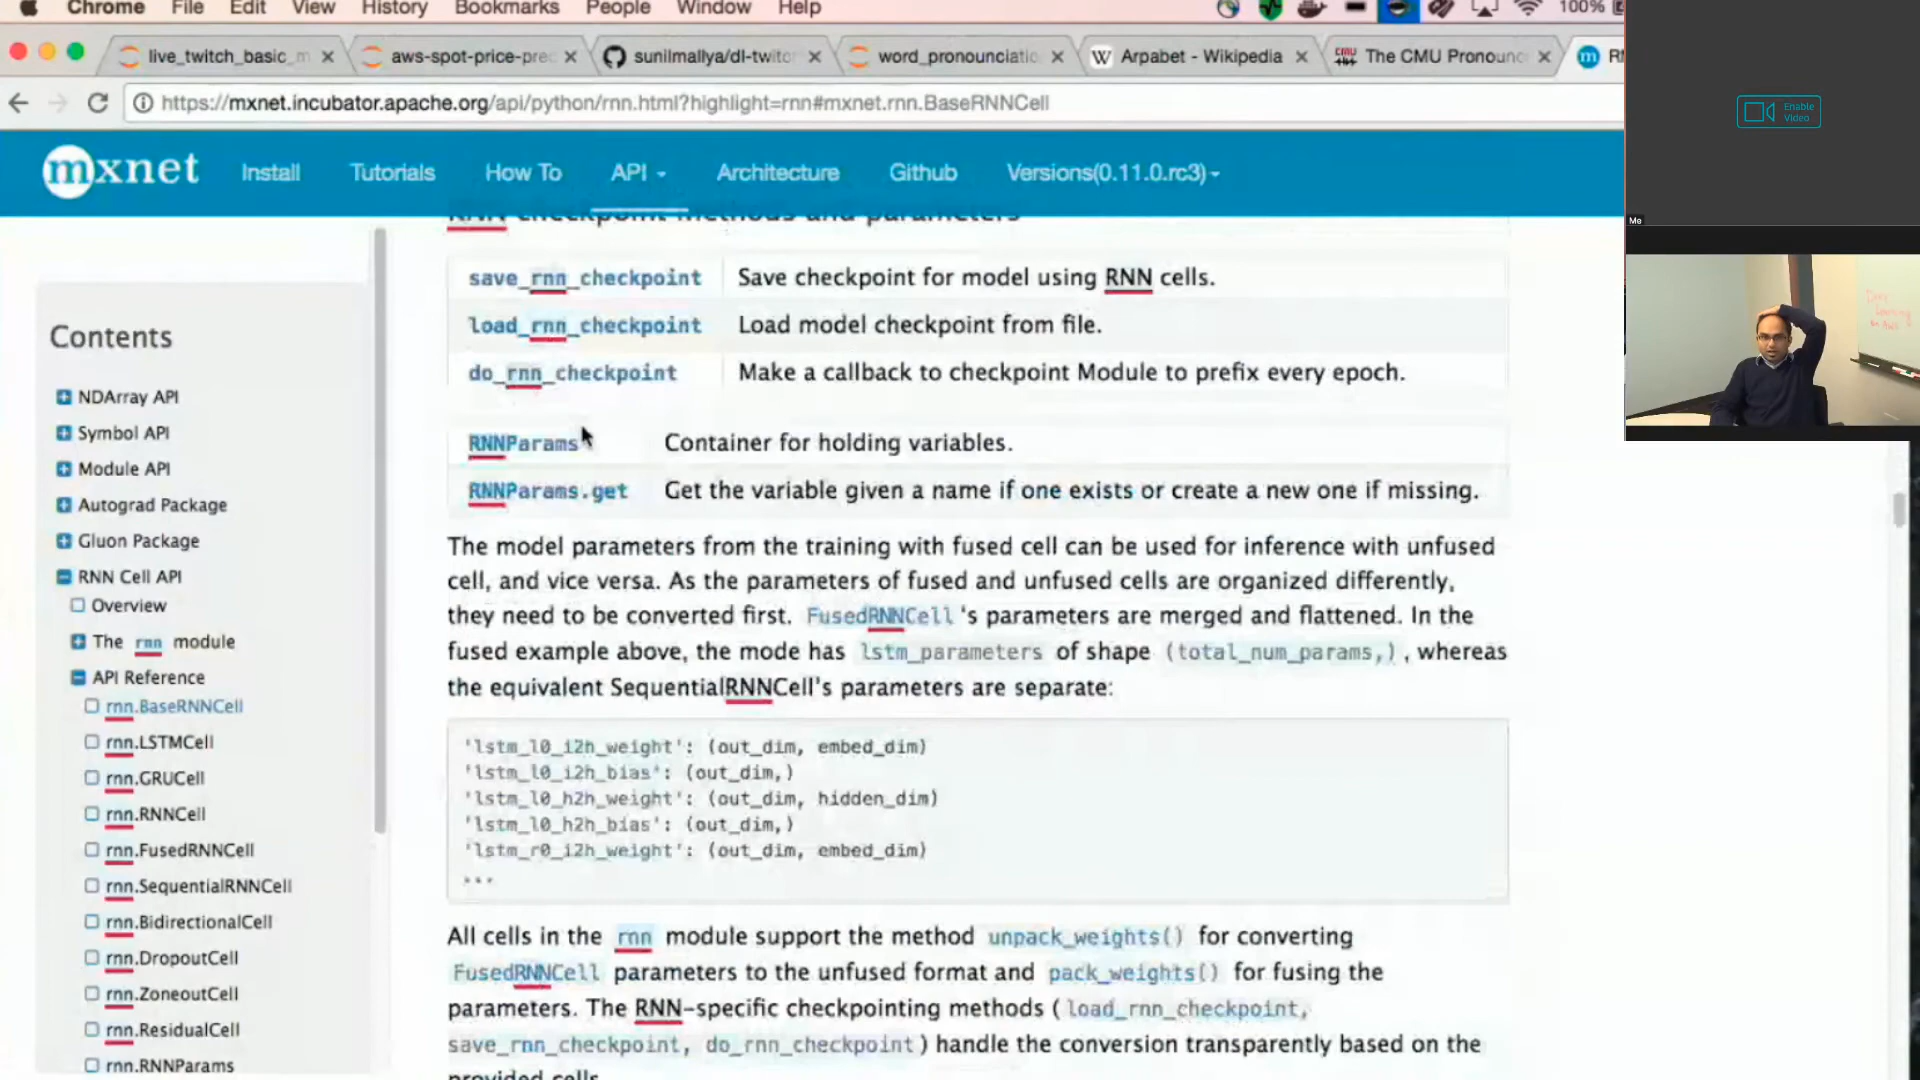 Chrome File Edit View History Bookmarks People Window Help 100%
live_twitch_basic_m aws-spot-price-prec sunilmallya/dl-twitc word_pronounciatio Arpabet - Wikipedia The CMU Pronounc
https://mxnet.incubator.apache.org/api/python/rnn.html?highlight=rnn#mxnet.rnn.BaseRNNCell
Enable
Video
mxnet Install Tutorials How To API Architecture Github Versions(0.11.0.rc3)
Me
RNN checkpoint methods and parameters
save_rnn_checkpoint Save checkpoint for model using RNN cells.
load_rnn_checkpoint Load model checkpoint from file.
do_rnn_checkpoint Make a callback to checkpoint Module to prefix every epoch.
RNNParams Container for holding variables.
RNNParams.get Get the variable given a name if one exists or create a new one if missing.
The model parameters from the training with fused cell can be used for inference with unfused
cell, and vice versa. As the parameters of fused and unfused cells are organized differently,
they need to be converted first. FusedRNNCell 's parameters are merged and flattened. In the
fused example above, the mode has lstm_parameters of shape (total_num_params,) , whereas
the equivalent SequentialRNNCell's parameters are separate:
'lstm_l0_i2h_weight': (out_dim, embed_dim)
'lstm_l0_i2h_bias': (out_dim,)
'lstm_l0_h2h_weight': (out_dim, hidden_dim)
'lstm_l0_h2h_bias': (out_dim,)
'lstm_r0_i2h_weight': (out_dim, embed_dim)
...
All cells in the rnn module support the method unpack_weights() for converting
FusedRNNCell parameters to the unfused format and pack_weights() for fusing the
parameters. The RNN-specific checkpointing methods ( load_rnn_checkpoint,
save_rnn_checkpoint, do_rnn_checkpoint ) handle the conversion transparently based on the
provided cells.
Contents
NDArray API
Symbol API
Module API
Autograd Package
Gluon Package
RNN Cell API
Overview
The rnn module
API Reference
rnn.BaseRNNCell
rnn.LSTMCell
rnn.GRUCell
rnn.RNNCell
rnn.FusedRNNCell
rnn.SequentialRNNCell
rnn.BidirectionalCell
rnn.DropoutCell
rnn.ZoneoutCell
rnn.ResidualCell
rnn.RNNParams